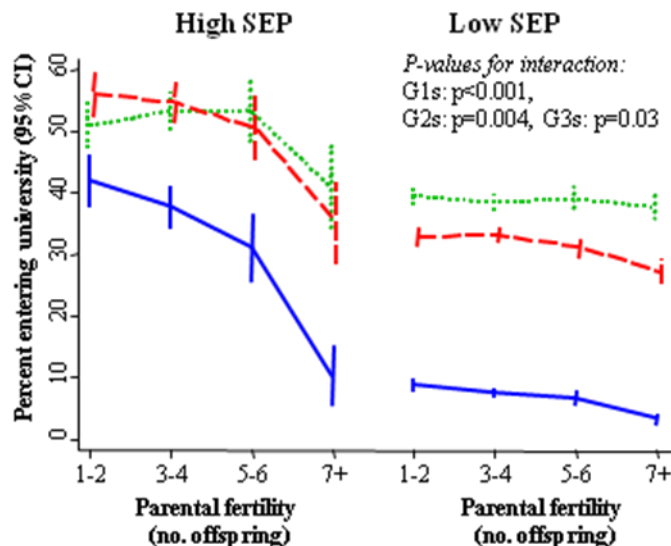 High SEP
Low SEP
P-values for interaction:
G1s: p<0.001,
G2s: p=0.004, G3s: p=0.03
Percent entering university (95% CI)
60
50
40
30
20
10
0
1-2 3-4 5-6 7+
1-2 3-4 5-6 7+
Parental fertility
(no. offspring)
Parental fertility
(no. offspring)